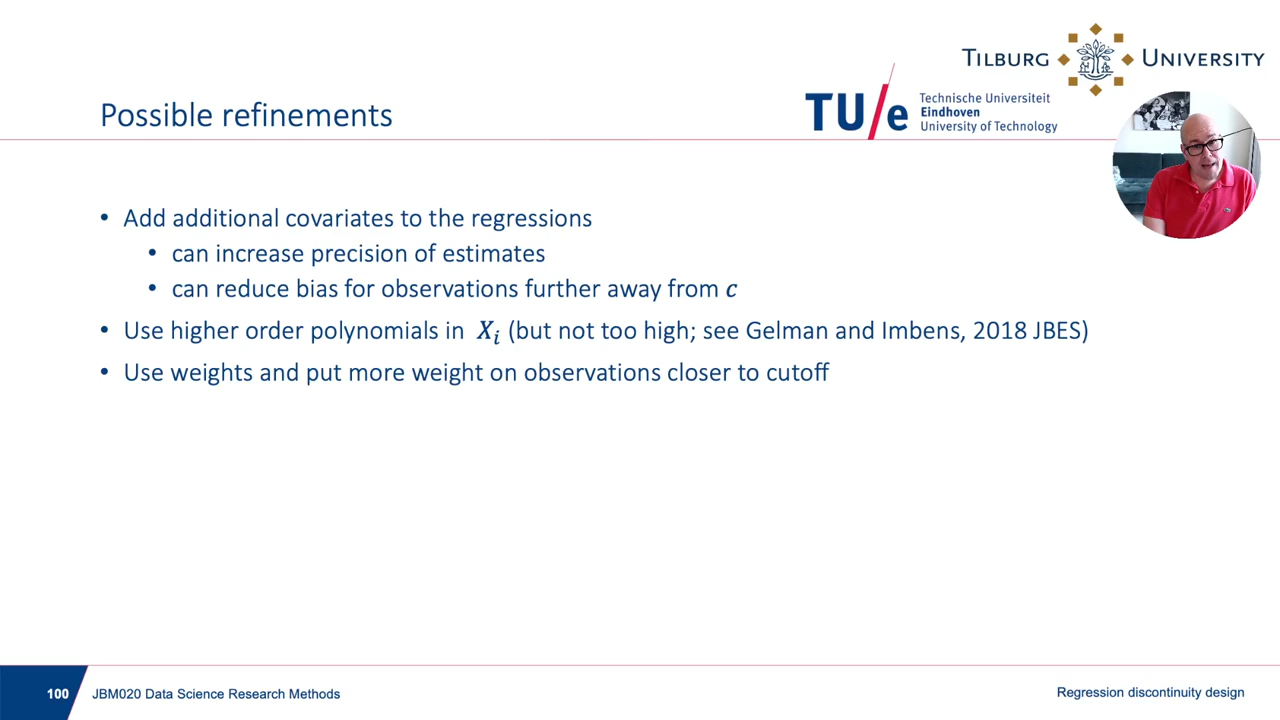 TILBURG UNIVERSITY
TU/e Technische Universiteit
Eindhoven
University of Technology
Possible refinements
• Add additional covariates to the regressions
• can increase precision of estimates
• can reduce bias for observations further away from c
• Use higher order polynomials in Xᵢ (but not too high; see Gelman and Imbens, 2018 JBES)
• Use weights and put more weight on observations closer to cutoff
100 JBM020 Data Science Research Methods
Regression discontinuity design